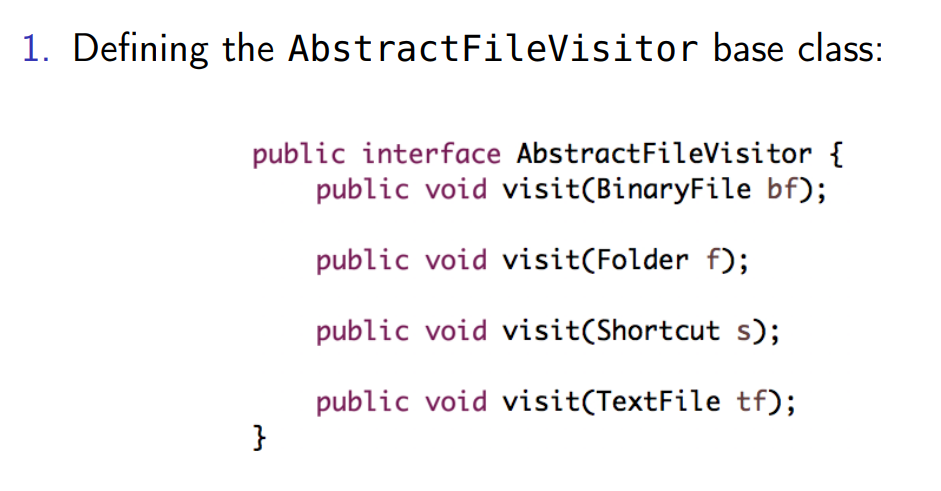 1. Defining the AbstractFileVisitor base class:
public interface AbstractFileVisitor {
public void visit(BinaryFile bf);
public void visit(Folder f);
public void visit(Shortcut s);
public void visit(TextFile tf);
}